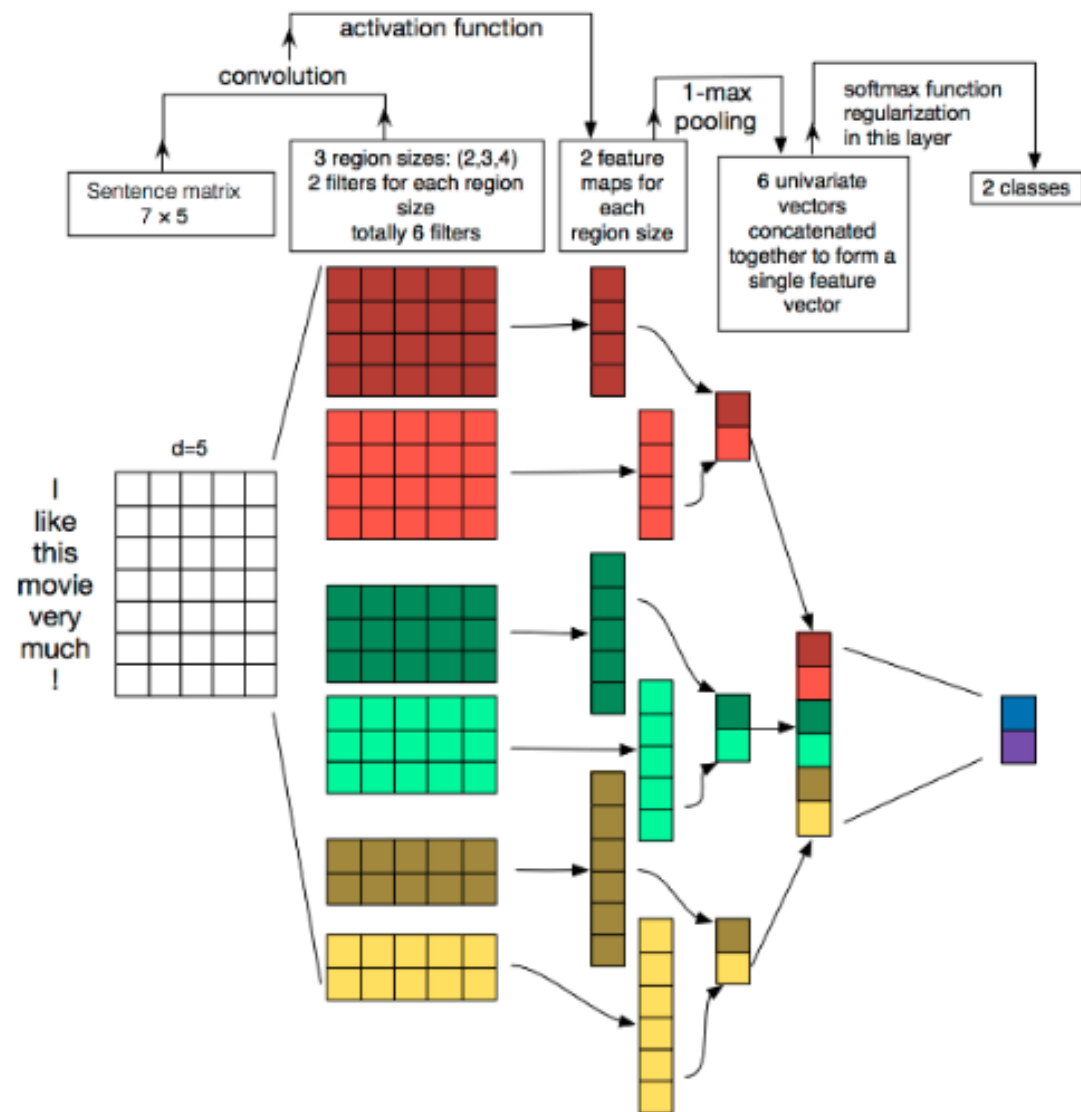 activation function
convolution
1-max
pooling
softmax function
regularization
in this layer
Sentence matrix
7 × 5
3 region sizes: (2,3,4)
2 filters for each region
size
totally 6 filters
2 feature
maps for
each
region size
6 univariate
vectors
concatenated
together to form a
single feature
vector
2 classes
d=5
I
like
this
movie
very
much
!